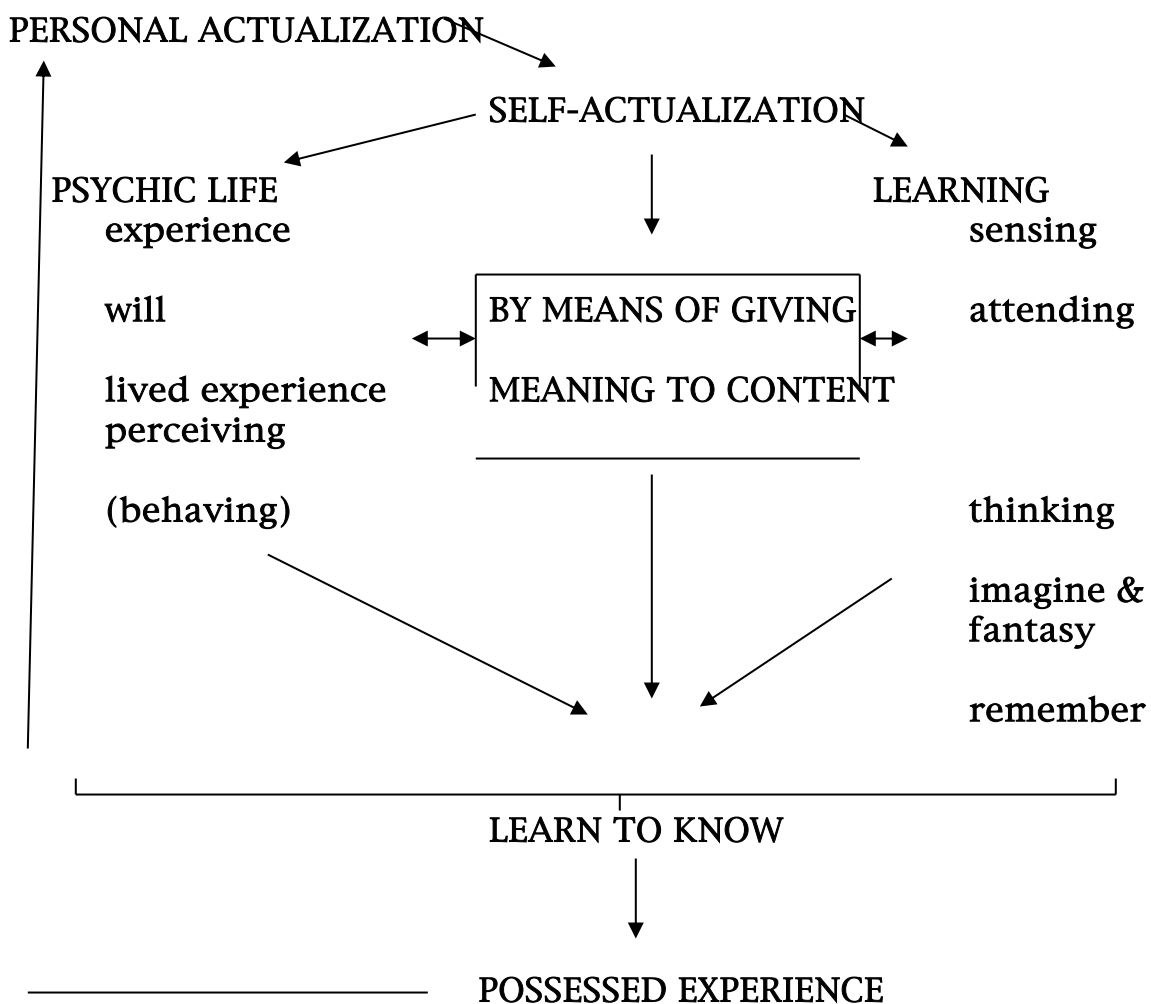 PERSONAL ACTUALIZATION
SELF-ACTUALIZATION
PSYCHIC LIFE
experience
will
lived experience
perceiving
(behaving)
BY MEANS OF GIVING
MEANING TO CONTENT
LEARNING
sensing
attending
thinking
imagine &
fantasy
remember
LEARN TO KNOW
POSSESSED EXPERIENCE